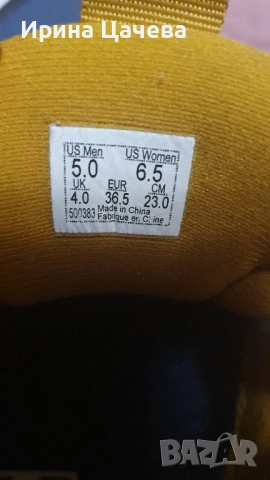 Ирина Цачева
US Men US Women
5.0 6.5
UK EUR CM
4.0 36.5 23.0
500383 Made in China
Fabriqué en Chine
BAZAR